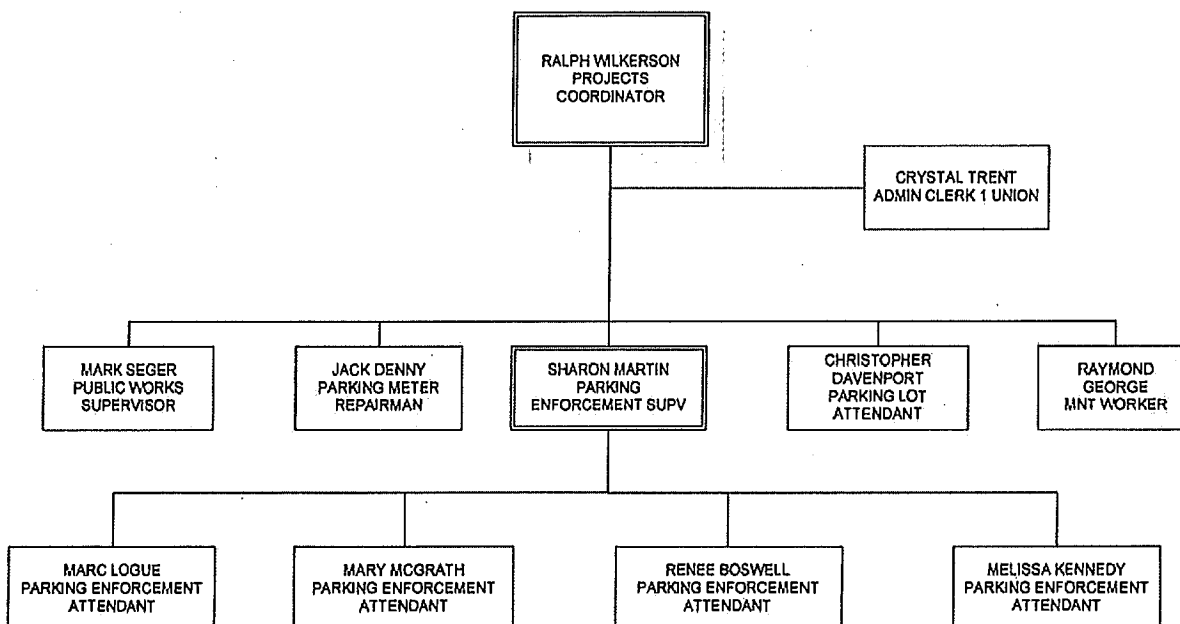 RALPH WILKERSON
PROJECTS
COORDINATOR
CRYSTAL TRENT
ADMIN CLERK 1 UNION
MARK SEGER
PUBLIC WORKS
SUPERVISOR
JACK DENNY
PARKING METER
REPAIRMAN
SHARON MARTIN
PARKING
ENFORCEMENT SUPV
CHRISTOPHER
DAVENPORT
PARKING LOT
ATTENDANT
RAYMOND
GEORGE
MNT WORKER
MARC LOGUE
PARKING ENFORCEMENT
ATTENDANT
MARY MCGRATH
PARKING ENFORCEMENT
ATTENDANT
RENEE BOSWELL
PARKING ENFORCEMENT
ATTENDANT
MELISSA KENNEDY
PARKING ENFORCEMENT
ATTENDANT